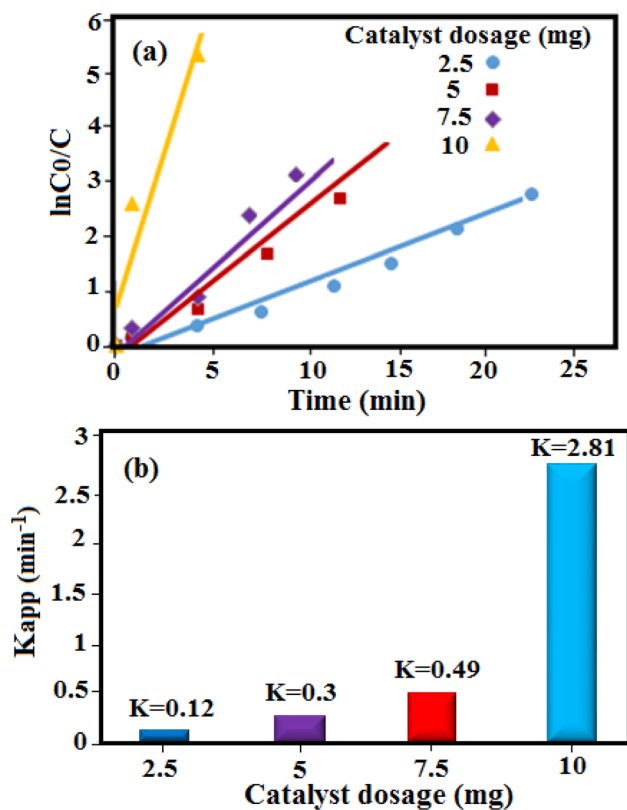 (a)
Catalyst dosage (mg)
2.5
5
7.5
10
6
5
4
3
2
1
0
lnC0/C
0
5
10
15
20
25
Time (min)
(b)
3
2.5
2
1.5
1
0.5
0
Kapp (min⁻¹)
K=0.12
K=0.3
K=0.49
K=2.81
2.5
5
7.5
10
Catalyst dosage (mg)